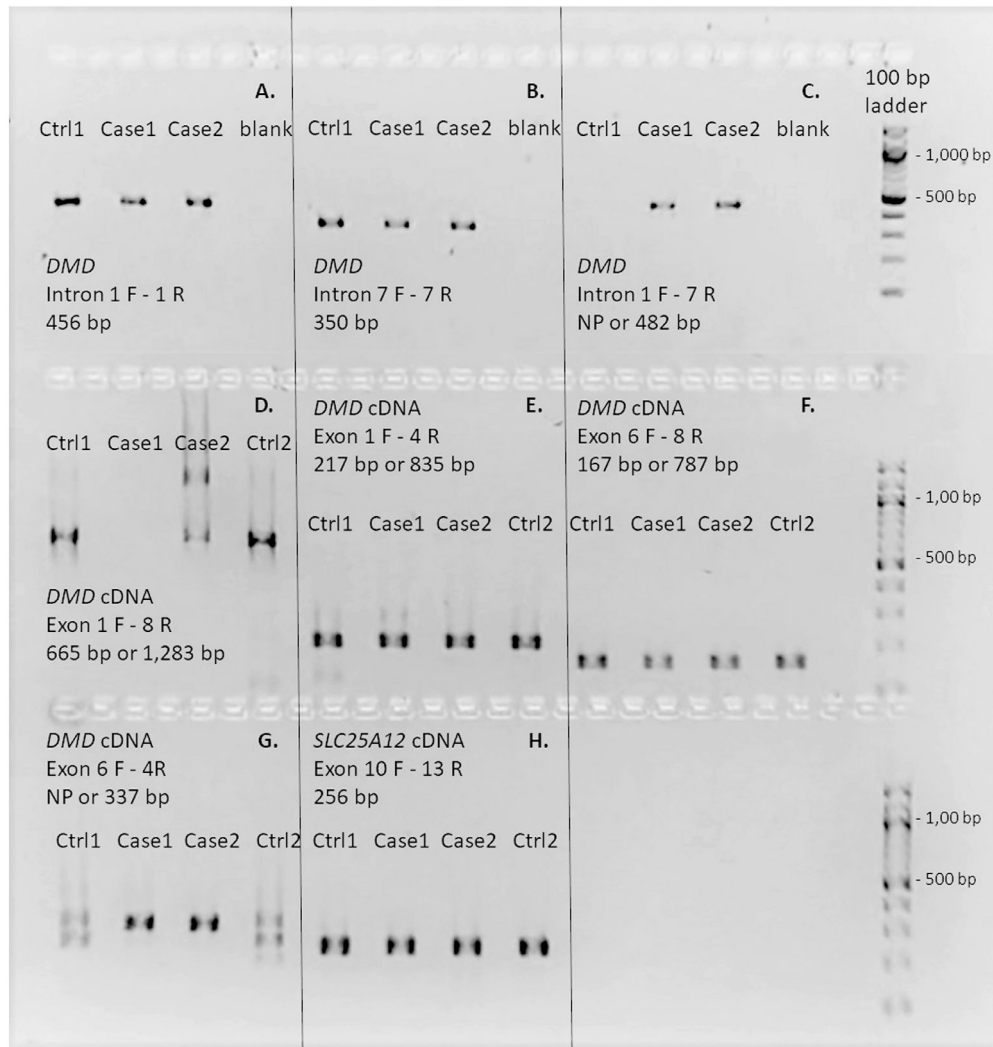 A.
Ctrl1 Case1 Case2 blank
DMD
Intron 1 F - 1 R
456 bp
B.
Ctrl1 Case1 Case2 blank
DMD
Intron 7 F - 7 R
350 bp
C.
Ctrl1 Case1 Case2 blank
DMD
Intron 1 F - 7 R
NP or 482 bp
100 bp
ladder
- 1,000 bp
- 500 bp
D.
Ctrl1 Case1 Case2 Ctrl2
DMD cDNA
Exon 1 F - 8 R
665 bp or 1,283 bp
DMD cDNA E.
Exon 1 F - 4 R
217 bp or 835 bp
Ctrl1 Case1 Case2 Ctrl2
DMD cDNA F.
Exon 6 F - 8 R
167 bp or 787 bp
Ctrl1 Case1 Case2 Ctrl2
- 1,00 bp
- 500 bp
DMD cDNA G.
Exon 6 F - 4R
NP or 337 bp
Ctrl1 Case1 Case2 Ctrl2
SLC25A12 cDNA H.
Exon 10 F - 13 R
256 bp
Ctrl1 Case1 Case2 Ctrl2
- 1,00 bp
- 500 bp